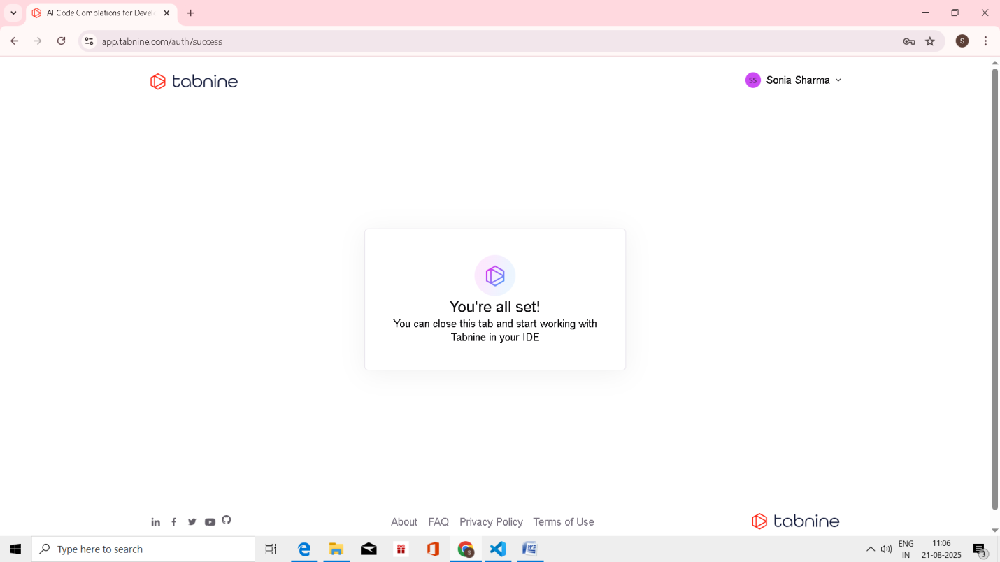 AI Code Completions for Devel
app.tabnine.com/auth/success
S
tabnine
SS Sonia Sharma
You're all set!
You can close this tab and start working with
Tabnine in your IDE
in f
About FAQ Privacy Policy Terms of Use
tabnine
Type here to search
S
W
ENG
IN
11:06
21-08-2025
3